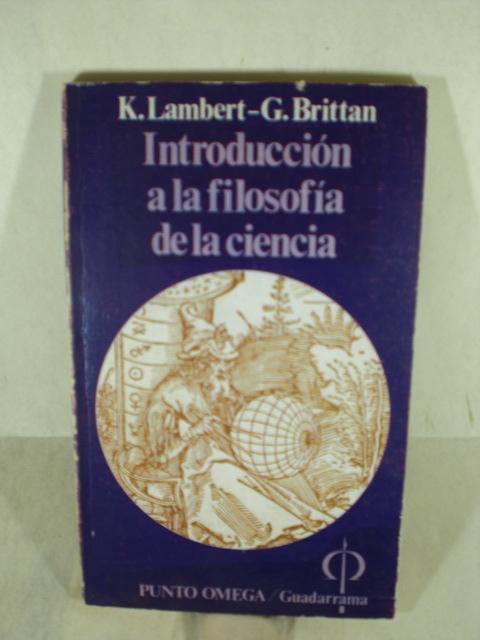 K. Lambert-G. Brittan
Introducción
a la filosofía
de la ciencia
PUNTO OMEGA/Guadarrama